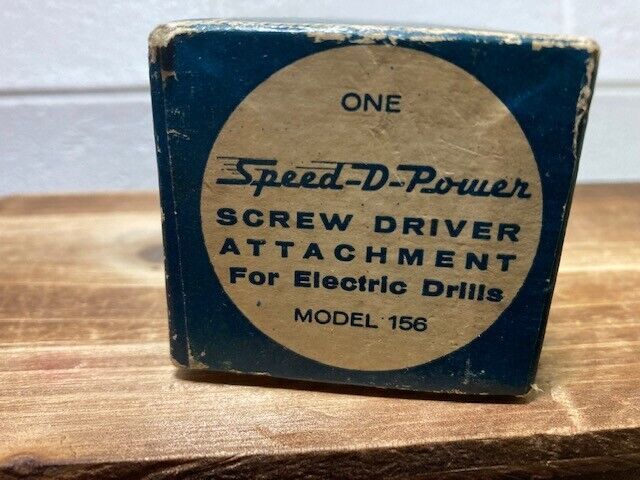 ONE
Speed-D-Power
SCREW DRIVER
ATTACHMENT
For Electric Drills
MODEL 156